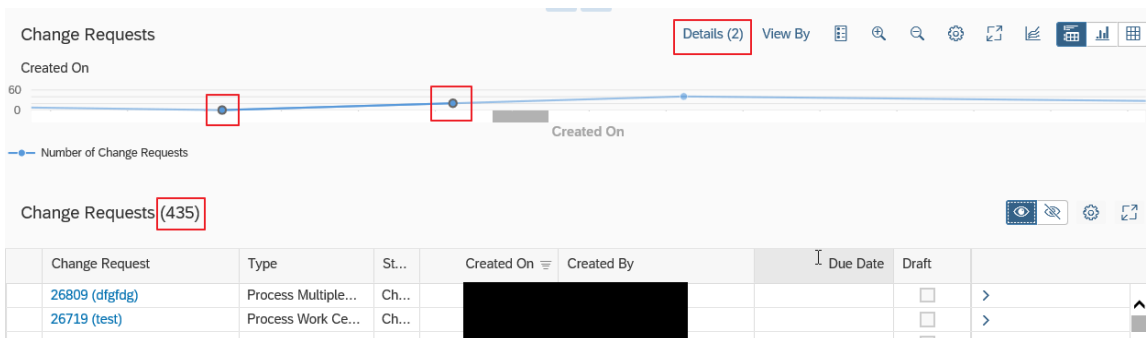 Change Requests
Details (2) View By
Created On
60
0
Created On
Number of Change Requests
Change Requests (435)
Change Request Type St... Created On Created By Due Date Draft
26809 (dfgfdg) Process Multiple... Ch...
26719 (test) Process Work Ce... Ch...